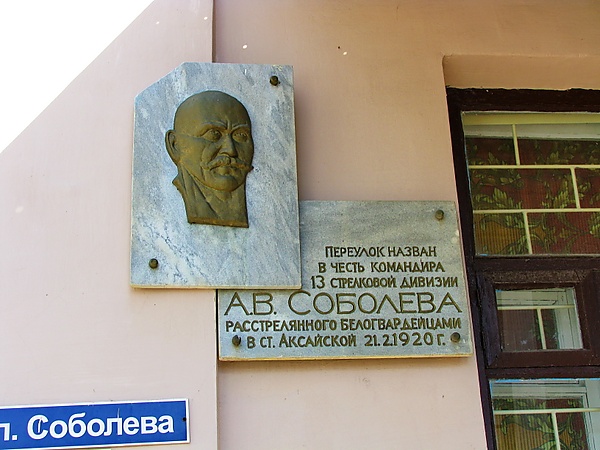 ПЕРЕУЛОК НАЗВАН
В ЧЕСТЬ КОМАНДИРА
13 СТРЕЛКОВОЙ ДИВИЗИИ
А.В. СОБОЛЕВА
РАССТРЕЛЯННОГО БЕЛОГВАРДЕЙЦАМИ
В СТ. АКСАЙСКОЙ 21.2.1920 Г.
л. Соболева